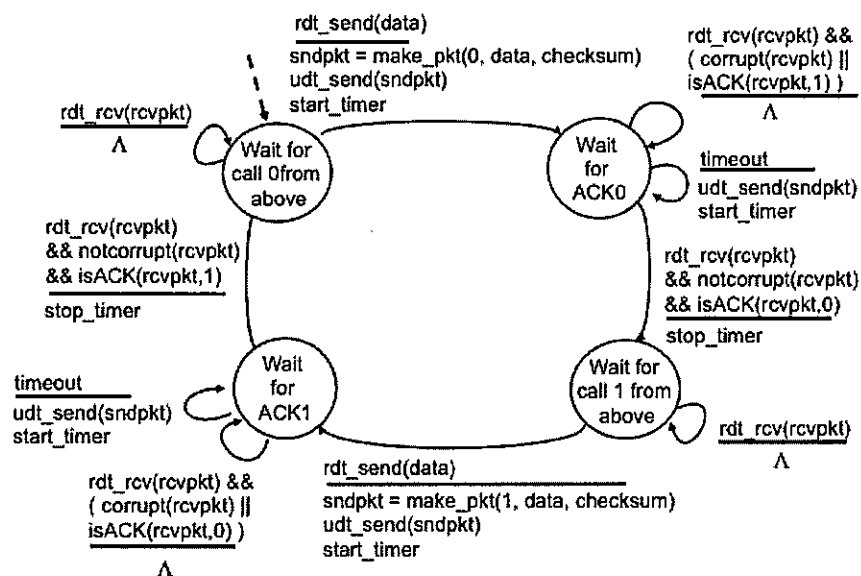 rdt_send(data)
sndpkt = make_pkt(0, data, checksum)
udt_send(sndpkt)
start_timer
rdt_rcv(rcvpkt) &&
( corrupt(rcvpkt) ||
isACK(rcvpkt,1) )
Λ
rdt_rcv(rcvpkt)
Λ
Wait for
call 0from
above
Wait
for
ACK0
timeout
udt_send(sndpkt)
start_timer
rdt_rcv(rcvpkt)
&& notcorrupt(rcvpkt)
&& isACK(rcvpkt,1)
stop_timer
rdt_rcv(rcvpkt)
&& notcorrupt(rcvpkt)
&& isACK(rcvpkt,0)
stop_timer
timeout
udt_send(sndpkt)
start_timer
Wait
for
ACK1
Wait for
call 1 from
above
rdt_rcv(rcvpkt)
Λ
rdt_rcv(rcvpkt) &&
( corrupt(rcvpkt) ||
isACK(rcvpkt,0) )
Λ
rdt_send(data)
sndpkt = make_pkt(1, data, checksum)
udt_send(sndpkt)
start_timer